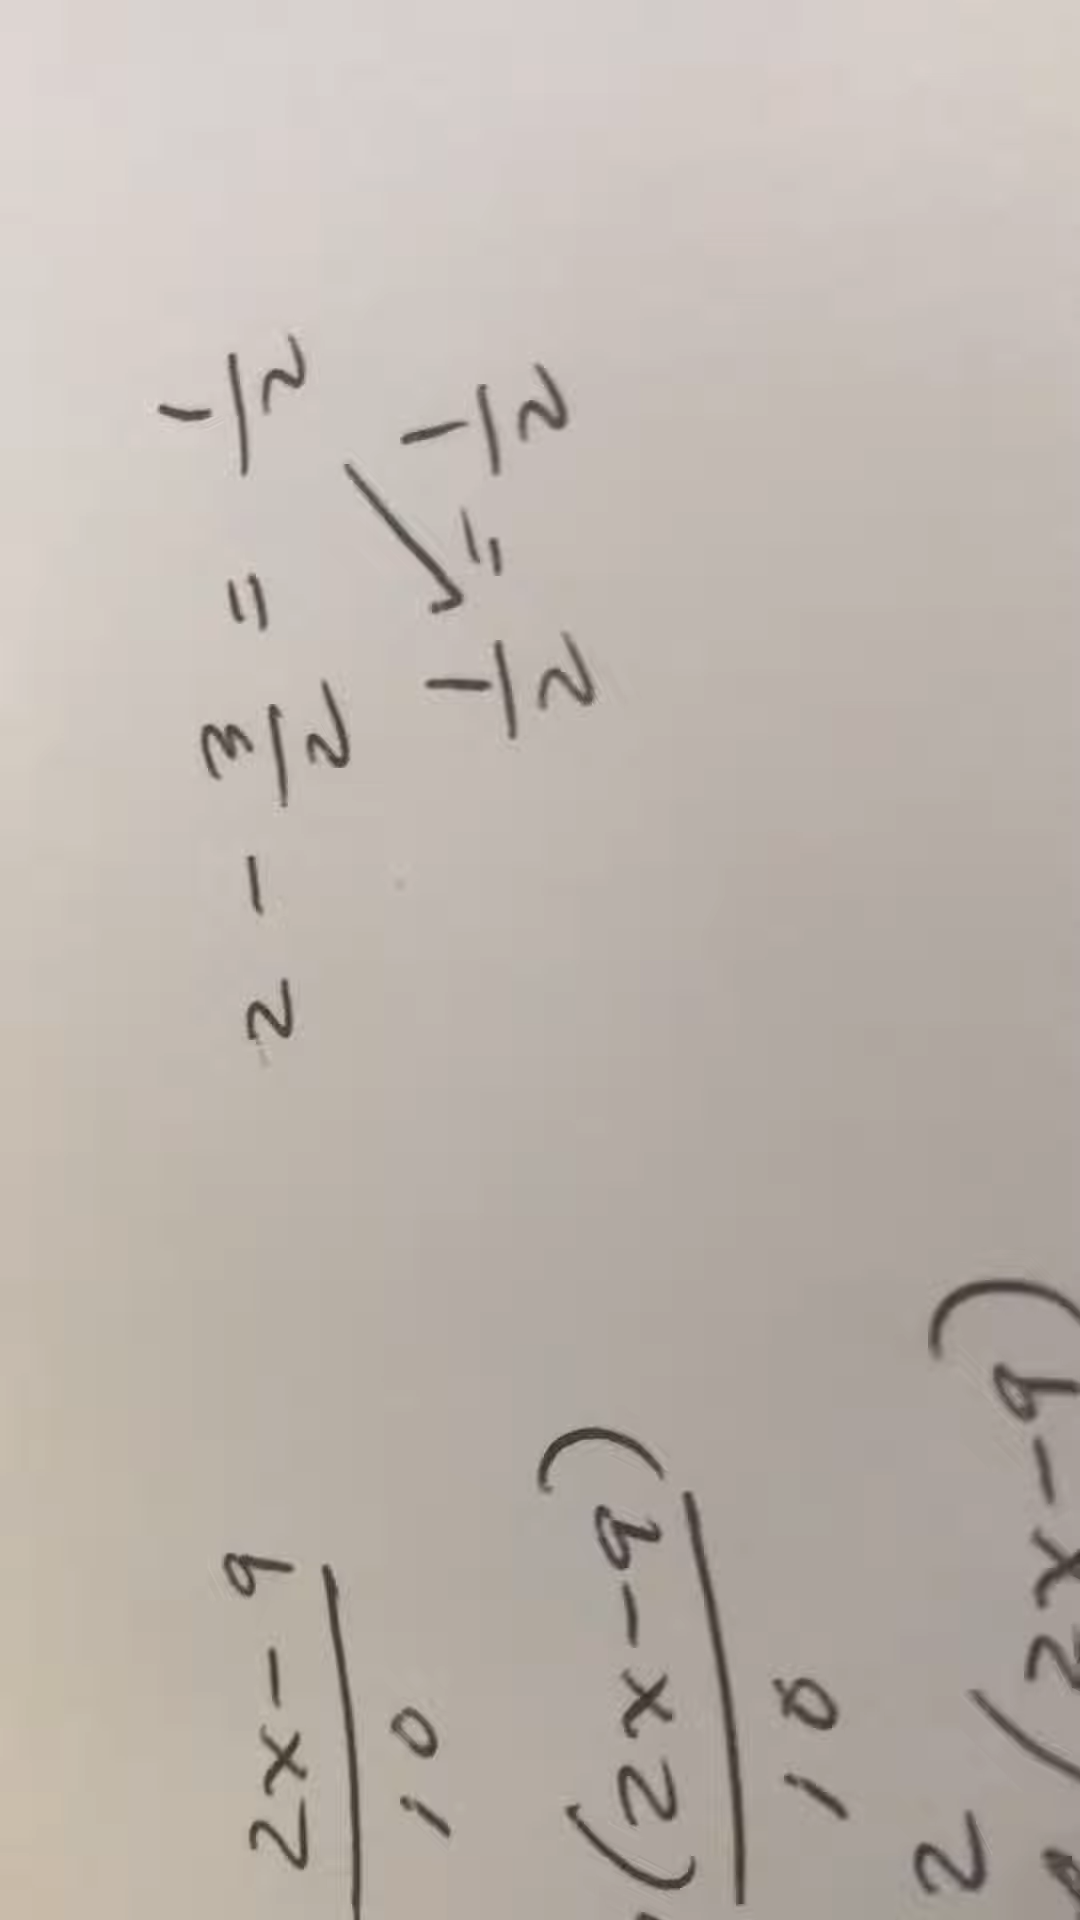 2x - 9 / 10 2 - 3/2 = 1/2
1/2 = 1/2
(2x - 9) / 10
2 (2x - 9)